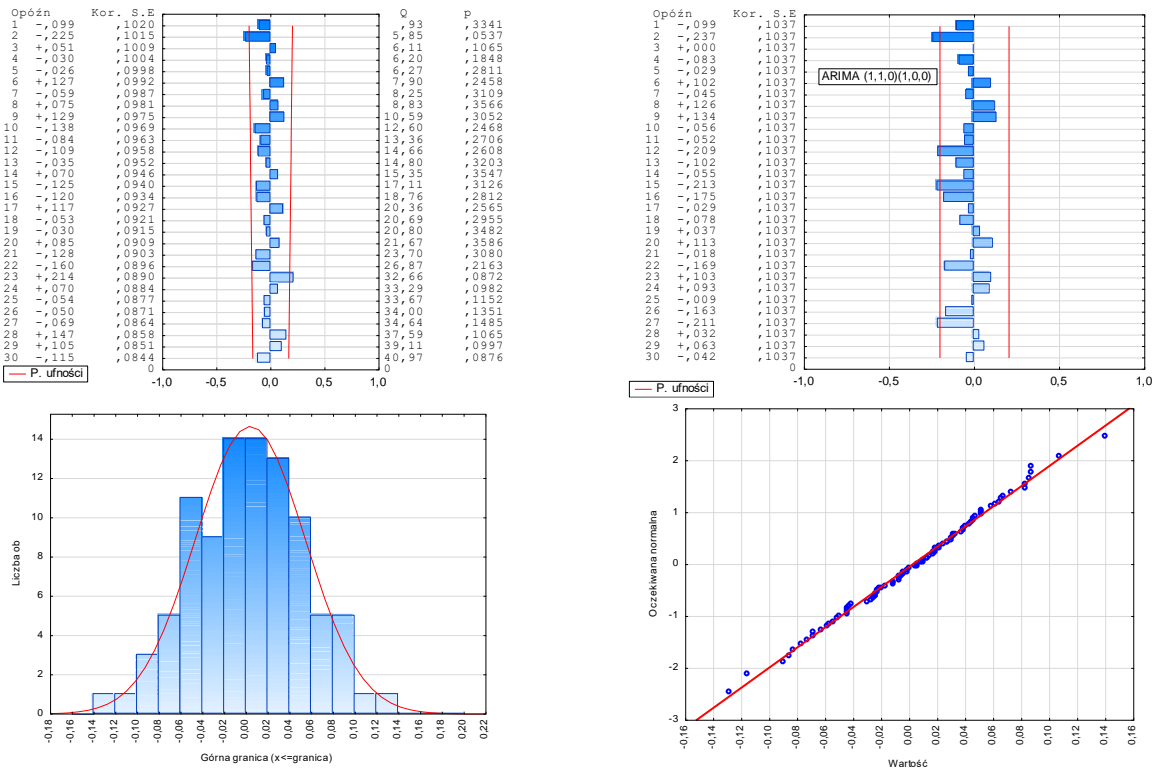 Opóźn Kor. S.E Q p
1 -,099 ,1020 ,93 ,3341
2 -,225 ,1015 5,85 ,0537
3 +,051 ,1009 6,11 ,1065
4 -,030 ,1004 6,20 ,1848
5 -,026 ,0998 6,27 ,2811
6 +,127 ,0992 7,90 ,2458
7 -,059 ,0987 8,25 ,3109
8 +,075 ,0981 8,83 ,3566
9 +,129 ,0975 10,59 ,3052
10 -,138 ,0969 12,60 ,2468
11 -,084 ,0963 13,36 ,2706
12 -,109 ,0958 14,66 ,2608
13 -,035 ,0952 14,80 ,3203
14 +,070 ,0946 15,35 ,3547
15 -,125 ,0940 17,11 ,3126
16 -,120 ,0934 18,76 ,2812
17 +,117 ,0927 20,36 ,2565
18 -,053 ,0921 20,69 ,2955
19 -,030 ,0915 20,80 ,3482
20 +,085 ,0909 21,67 ,3586
21 -,128 ,0903 23,70 ,3080
22 -,160 ,0896 26,87 ,2163
23 +,214 ,0890 32,66 ,0872
24 +,070 ,0884 33,29 ,0982
25 -,054 ,0877 33,67 ,1152
26 -,050 ,0871 34,00 ,1351
27 -,069 ,0864 34,64 ,1485
28 +,147 ,0858 37,59 ,1065
29 +,105 ,0851 39,11 ,0997
30 -,115 ,0844 40,97 ,0876
0 0
-1,0 -0,5 0,0 0,5 1,0
P. ufności
Opóźn Kor. S.E
1 -,099 ,1037
2 -,237 ,1037
3 +,000 ,1037
4 -,083 ,1037
5 -,029 ,1037
6 +,102 ,1037
7 -,045 ,1037
8 +,126 ,1037
9 +,134 ,1037
10 -,056 ,1037
11 -,052 ,1037
12 -,209 ,1037
13 -,102 ,1037
14 -,055 ,1037
15 -,213 ,1037
16 -,175 ,1037
17 -,029 ,1037
18 -,078 ,1037
19 +,037 ,1037
20 +,113 ,1037
21 -,018 ,1037
22 -,169 ,1037
23 +,103 ,1037
24 +,093 ,1037
25 -,009 ,1037
26 -,163 ,1037
27 -,211 ,1037
28 +,032 ,1037
29 +,063 ,1037
30 -,042 ,1037
0
ARIMA (1,1,0)(1,0,0)
-1,0 -0,5 0,0 0,5 1,0
P. ufności
14
12
10
8
6
4
2
0
Liczba ob
-0,18 -0,16 -0,14 -0,12 -0,10 -0,08 -0,06 -0,04 -0,02 0,00 0,02 0,04 0,06 0,08 0,10 0,12 0,14 0,16 0,18 0,20 0,22
Górna granica (x<=granica)
3
2
1
0
-1
-2
-3
Oczekiwana normalna
-0,16 -0,14 -0,12 -0,10 -0,08 -0,06 -0,04 -0,02 0,00 0,02 0,04 0,06 0,08 0,10 0,12 0,14 0,16
Wartość